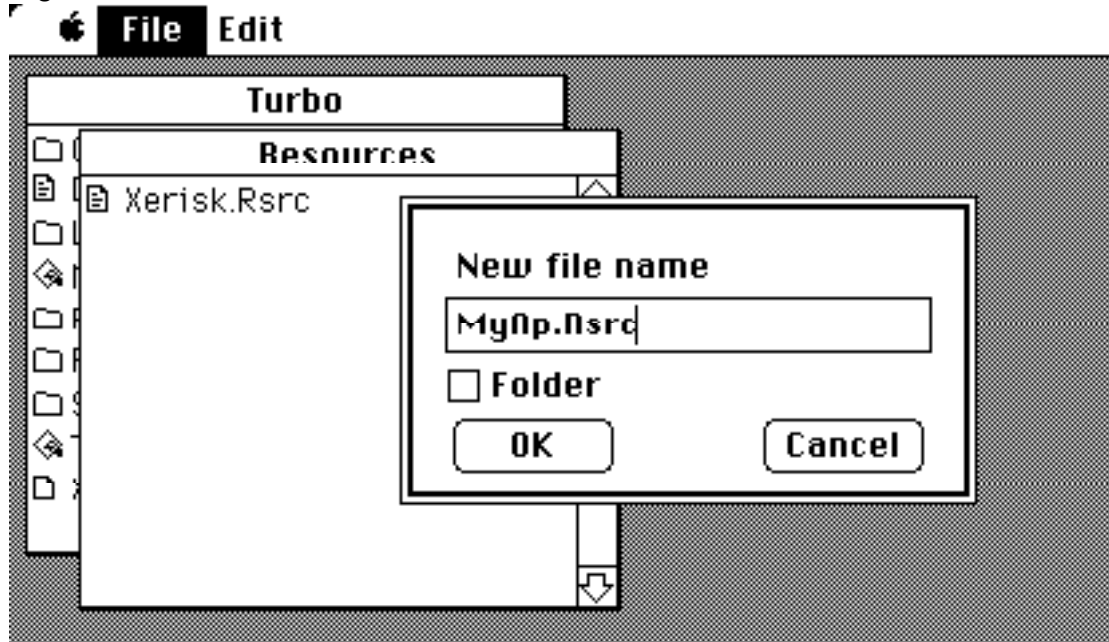 File Edit
Turbo
Resources
Xerisk.Rsrc
New file name
MyAp.Rsrc
Folder
OK
Cancel